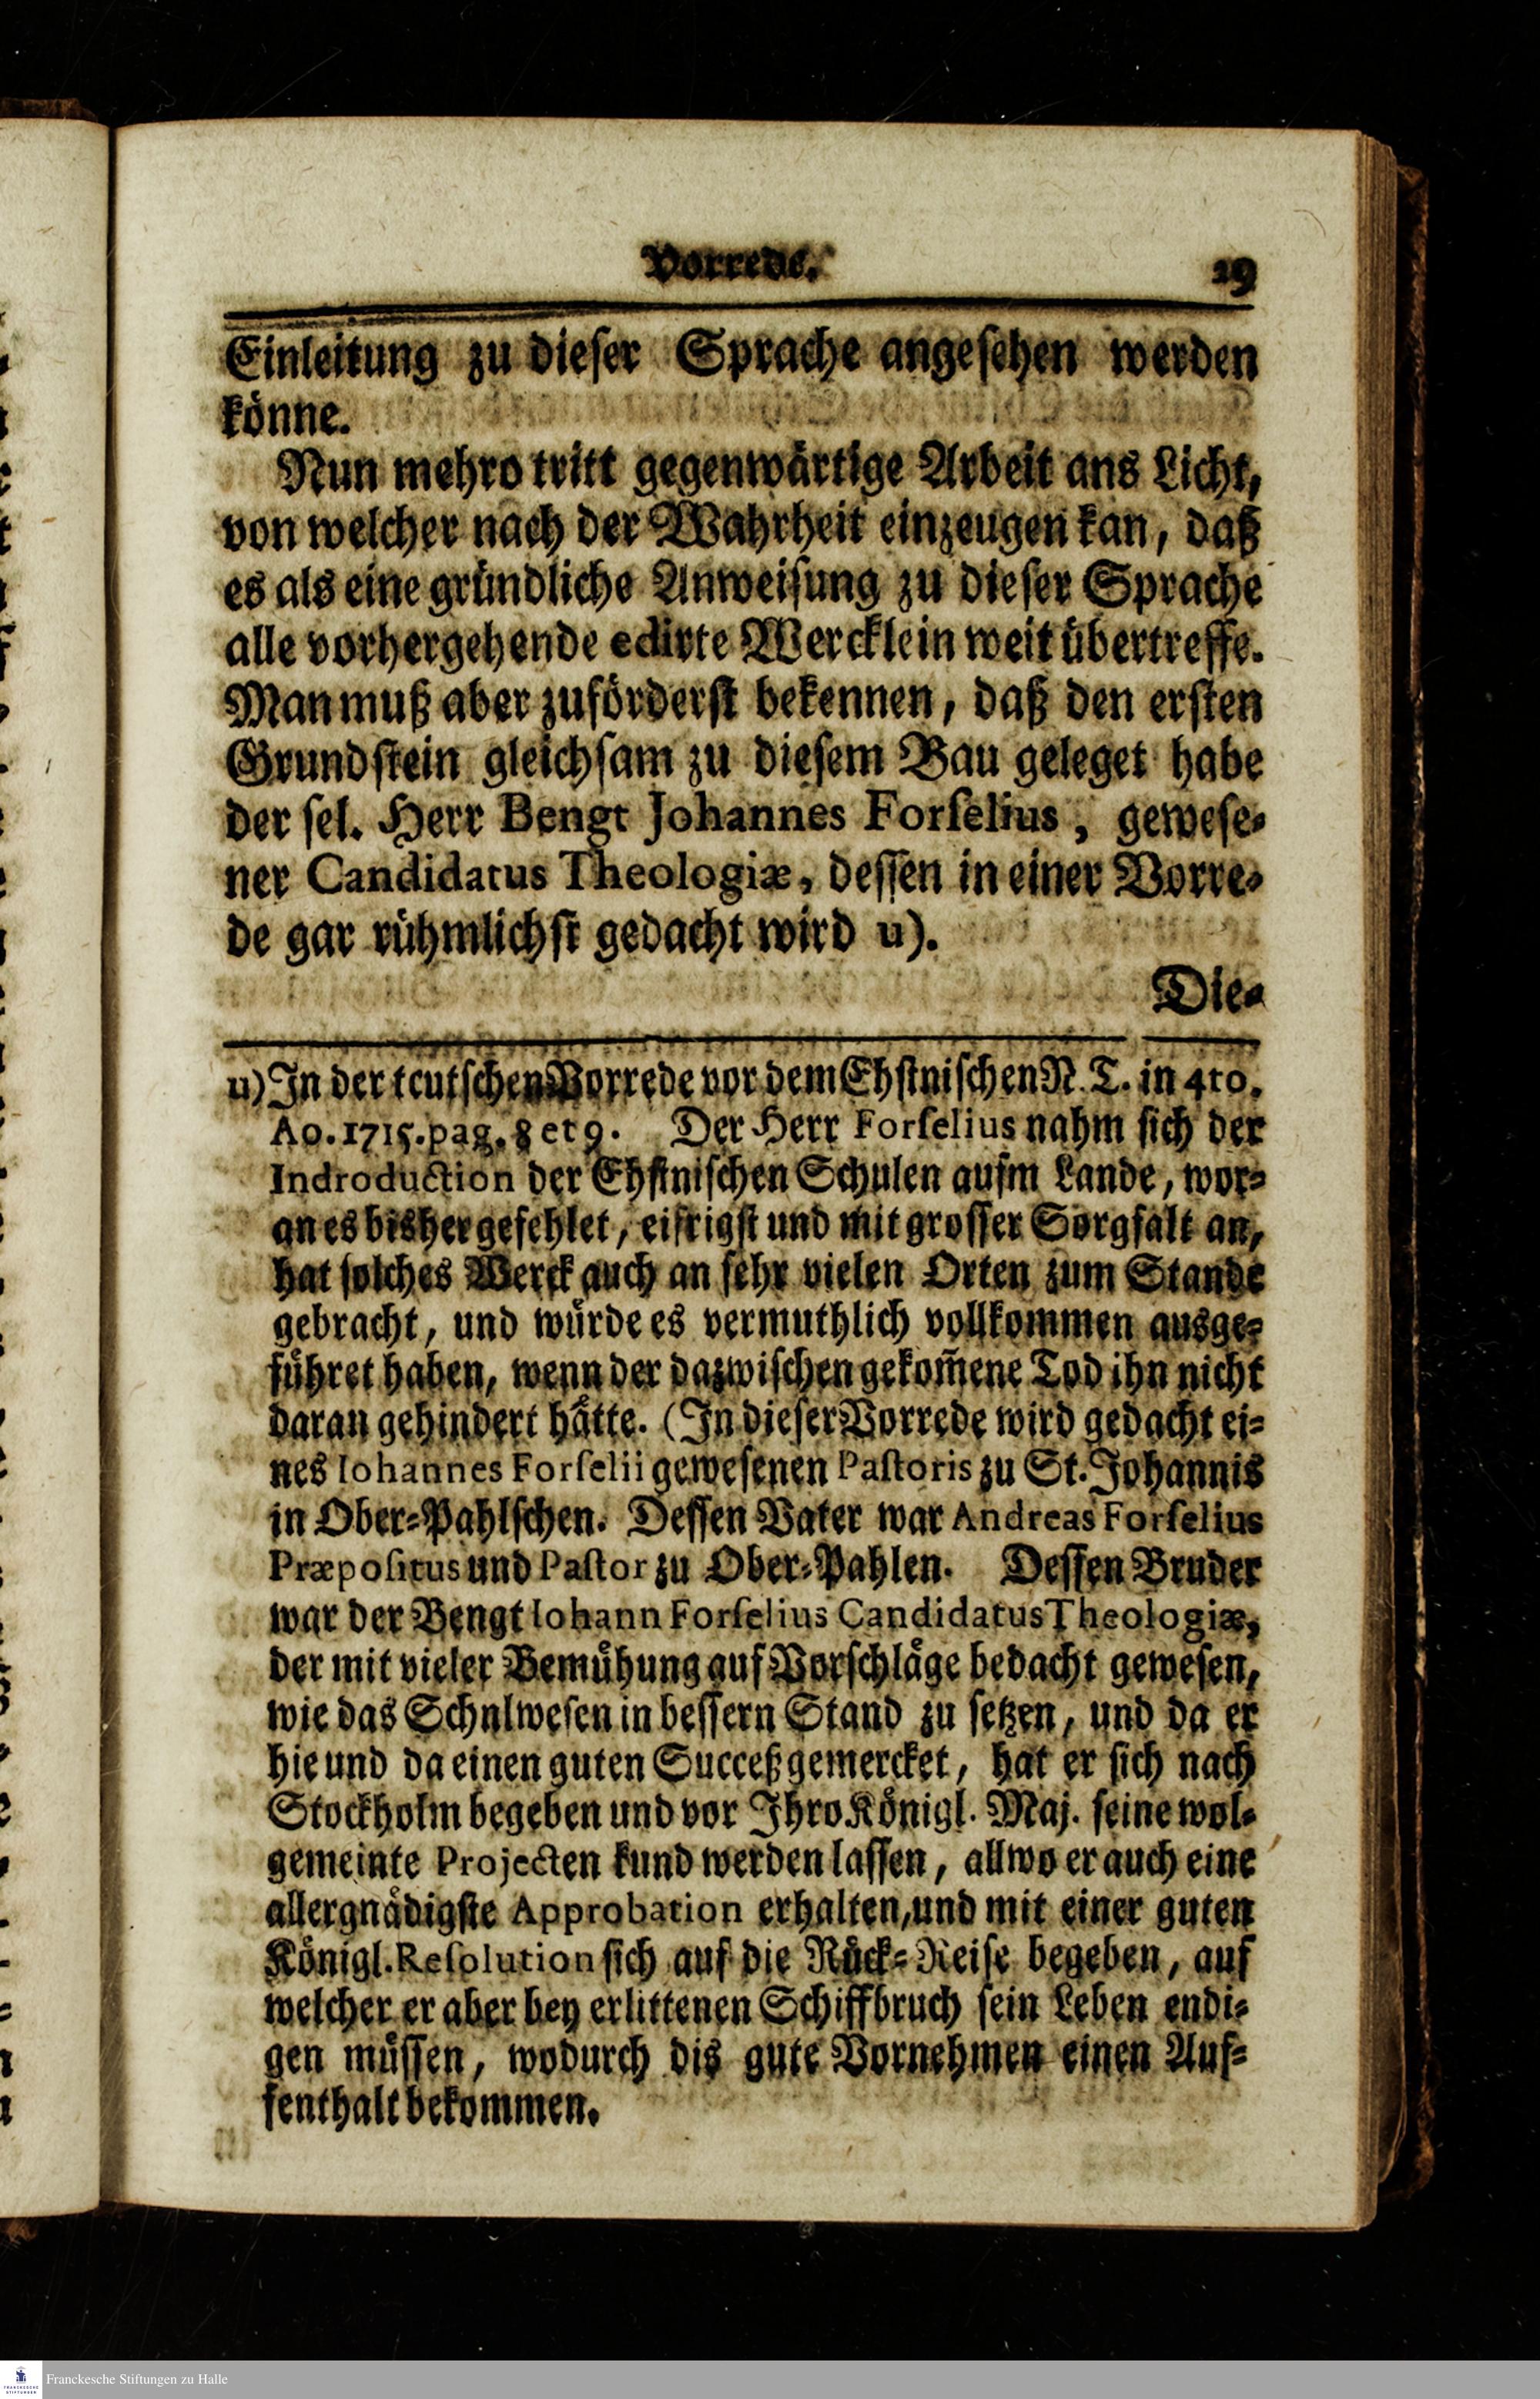 Vorrede. 19
Einleitung zu dieser Sprache angesehen werden
könne.
Nun mehro tritt gegenwärtige Arbeit ans Licht,
von welcher nach der Wahrheit einzeugen kan, daß
es als eine gründliche Anweisung zu dieser Sprache
alle vorhergehende edirte Wercklein weit übertreffe.
Man muß aber zuförderst bekennen, daß den ersten
Grundstein gleichsam zu diesem Bau geleget habe
der sel. Herr Bengt Johannes Forselius, gewese-
ner Candidatus Theologiæ, dessen in einer Vorre-
de gar rühmlichst gedacht wird u).
Die-
u) In der teutschen Vorrede vor dem Ehstnischen N. T. in 4to.
Ao. 1715. pag. 8 et 9. Der Herr Forselius nahm sich der
Indroduction der Ehstnischen Schulen aufm Lande, wor-
an es bisher gefehlet, eifrigst und mit grosser Sorgfalt an,
hat solches Werck auch an sehr vielen Orten zum Stande
gebracht, und würde es vermuthlich vollkommen ausge-
führet haben, wenn der dazwischen gekom̃ene Tod ihn nicht
daran gehindert hätte. (In dieser Vorrede wird gedacht ei-
nes Iohannes Forselii gewesenen Pastoris zu St. Johannis
in Ober-Pahlschen. Dessen Vater war Andreas Forselius
Præpositus und Pastor zu Ober-Pahlen. Dessen Bruder
war der Bengt Iohann Forselius Candidatus Theologiæ,
der mit vieler Bemühung auf Vorschläge bedacht gewesen,
wie das Schnlwesen in bessern Stand zu setzen, und da er
hie und da einen guten Succeß gemercket, hat er sich nach
Stockholm begeben und vor Ihro Königl. Maj. seine wol-
gemeinte Projecten kund werden lassen, allwo er auch eine
allergnädigste Approbation erhalten, und mit einer guten
Königl. Resolution sich auf die Rück-Reise begeben, auf
welcher er aber bey erlittenen Schiffbruch sein Leben endi-
gen müssen, wodurch dis gute Vornehmen einen Auf-
fenthalt bekommen.
Franckesche Stiftungen zu Halle